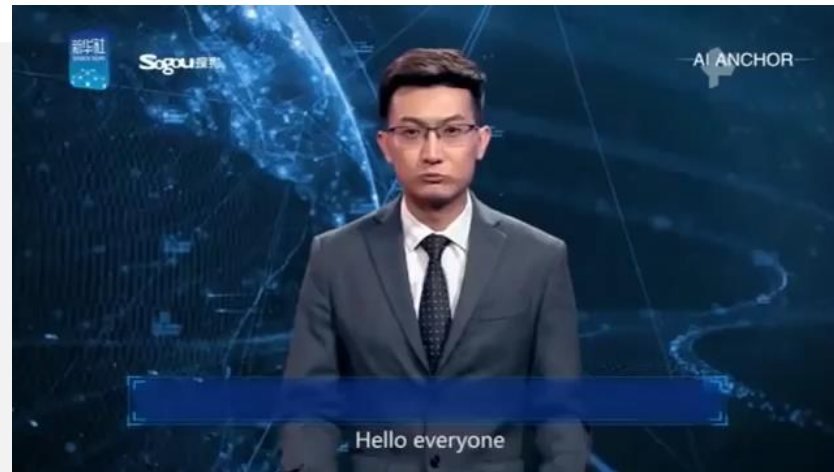 新华社
Sogou搜狗
AI ANCHOR
Hello everyone